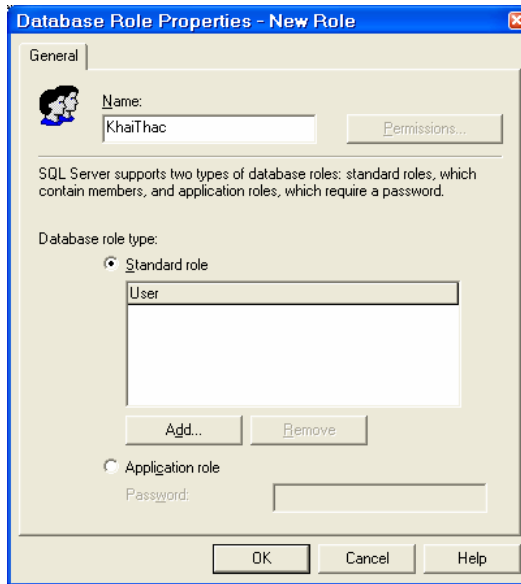 Database Role Properties - New Role
General
Name:
KhaiThac
Permissions...
SQL Server supports two types of database roles: standard roles, which
contain members, and application roles, which require a password.
Database role type:
Standard role
User
Add...
Remove
Application role
Password:
OK
Cancel
Help